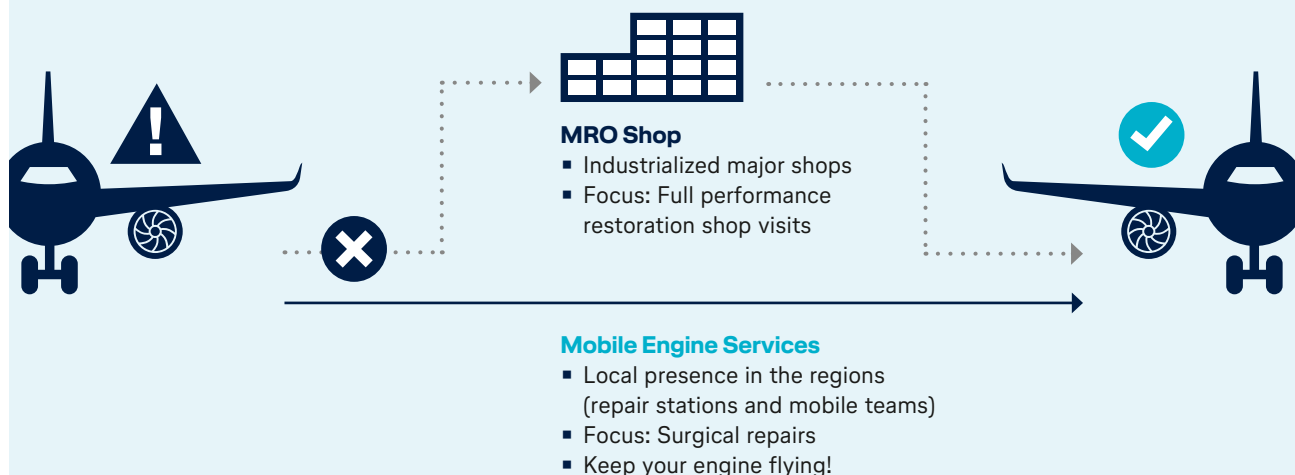 MRO Shop
▪ Industrialized major shops
▪ Focus: Full performance
restoration shop visits
Mobile Engine Services
▪ Local presence in the regions
(repair stations and mobile teams)
▪ Focus: Surgical repairs
▪ Keep your engine flying!